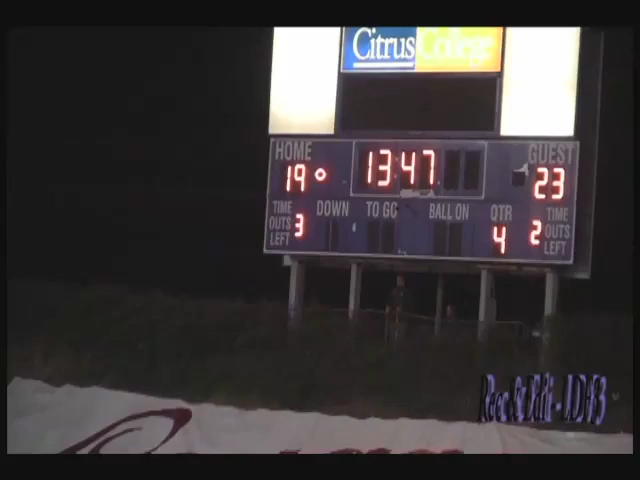 Citrus College
HOME 13 47 GUEST
19 23
TIME OUTS LEFT 3 DOWN TO GO BALL ON QTR 4 2 TIME OUTS LEFT